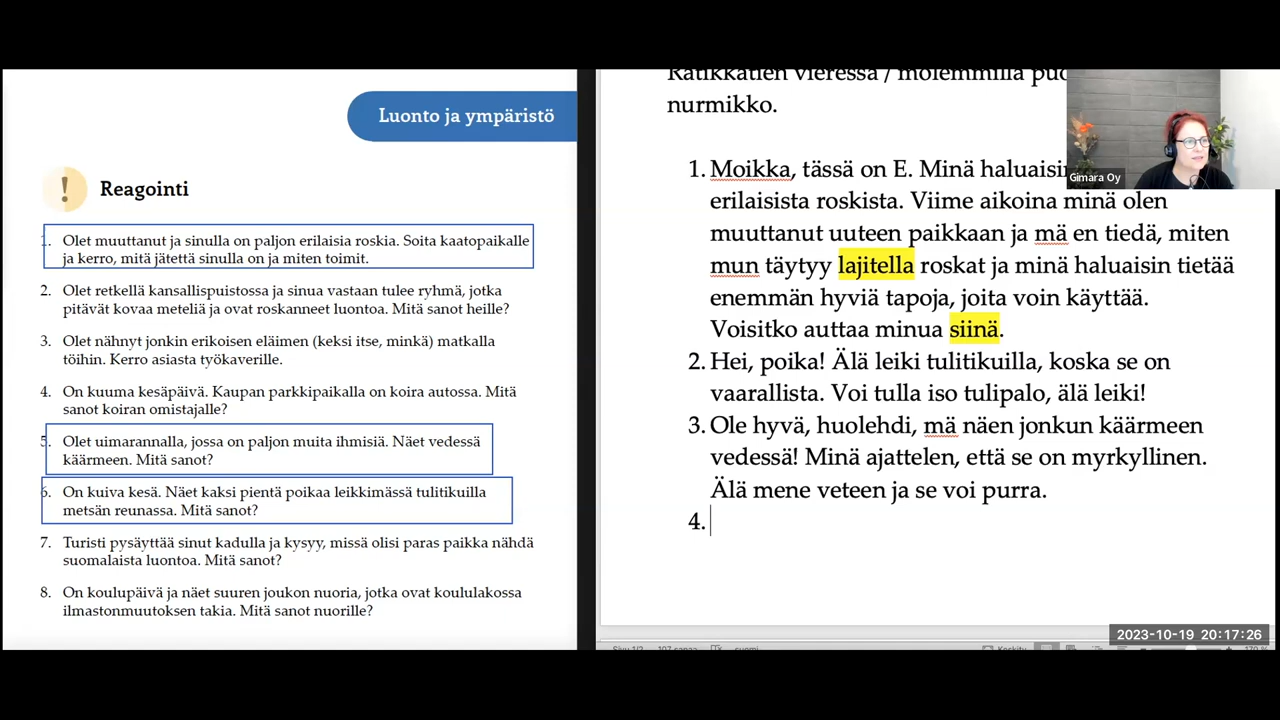 Luonto ja ympäristö
!
Reagointi
1. Olet muuttanut ja sinulla on paljon erilaisia roskia. Soita kaatopaikalle
ja kerro, mitä jätettä sinulla on ja miten toimit.
2. Olet retkellä kansallispuistossa ja sinua vastaan tulee ryhmä, jotka
pitävät kovaa meteliä ja ovat roskanneet luontoa. Mitä sanot heille?
3. Olet nähnyt jonkin erikoisen eläimen (keksi itse, minkä) matkalla
töihin. Kerro asiasta työkaverille.
4. On kuuma kesäpäivä. Kaupan parkkipaikalla on koira autossa. Mitä
sanot koiran omistajalle?
5. Olet uimarannalla, jossa on paljon muita ihmisiä. Näet vedessä
käärmeen. Mitä sanot?
6. On kuiva kesä. Näet kaksi pientä poikaa leikkimässä tulitikuilla
metsän reunassa. Mitä sanot?
7. Turisti pysäyttää sinut kadulla ja kysyy, missä olisi paras paikka nähdä
suomalaista luontoa. Mitä sanot?
8. On koulupäivä ja näet suuren joukon nuoria, jotka ovat koululakossa
ilmastonmuutoksen takia. Mitä sanot nuorille?
Ratikkatien vieressä / molemmilla
nurmikko.
1. Moikka, tässä on E. Minä
erilaisista roskista. Viime aikoina minä olen
muuttanut uuteen paikkaan ja mä en tiedä, miten
mun täytyy lajitella roskat ja minä haluaisin tietää
enemmän hyviä tapoja, joita voin käyttää.
Voisitko auttaa minua siinä.
2. Hei, poika! Älä leiki tulitikuilla, koska se on
vaarallista. Voi tulla iso tulipalo, älä leiki!
3. Ole hyvä, huolehdi, mä näen jonkun käärmeen
vedessä! Minä ajattelen, että se on myrkyllinen.
Älä mene veteen ja se voi purra.
4.
Gimara Oy
2023-10-19 20:17:26